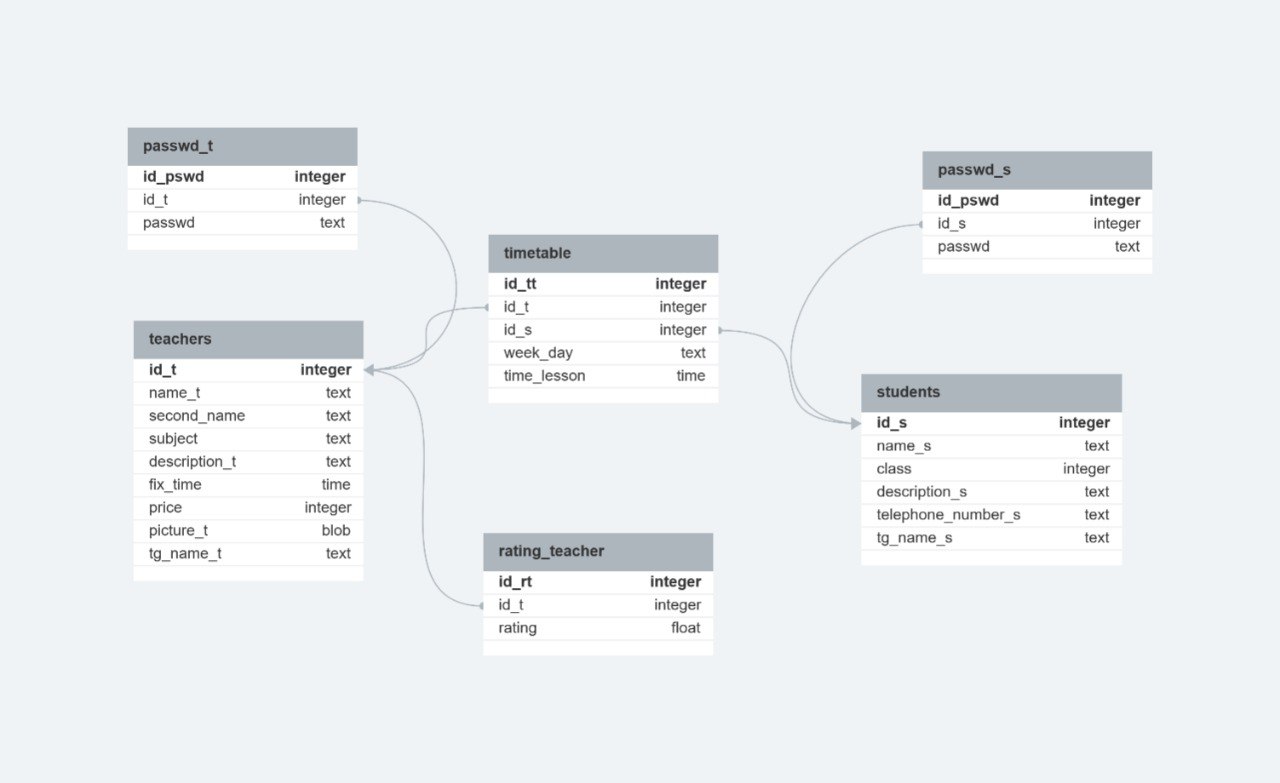 passwd_t
id_pswd integer
id_t integer
passwd text
teachers
id_t integer
name_t text
second_name text
subject text
description_t text
fix_time time
price integer
picture_t blob
tg_name_t text
timetable
id_tt integer
id_t integer
id_s integer
week_day text
time_lesson time
rating_teacher
id_rt integer
id_t integer
rating float
passwd_s
id_pswd integer
id_s integer
passwd text
students
id_s integer
name_s text
class integer
description_s text
telephone_number_s text
tg_name_s text